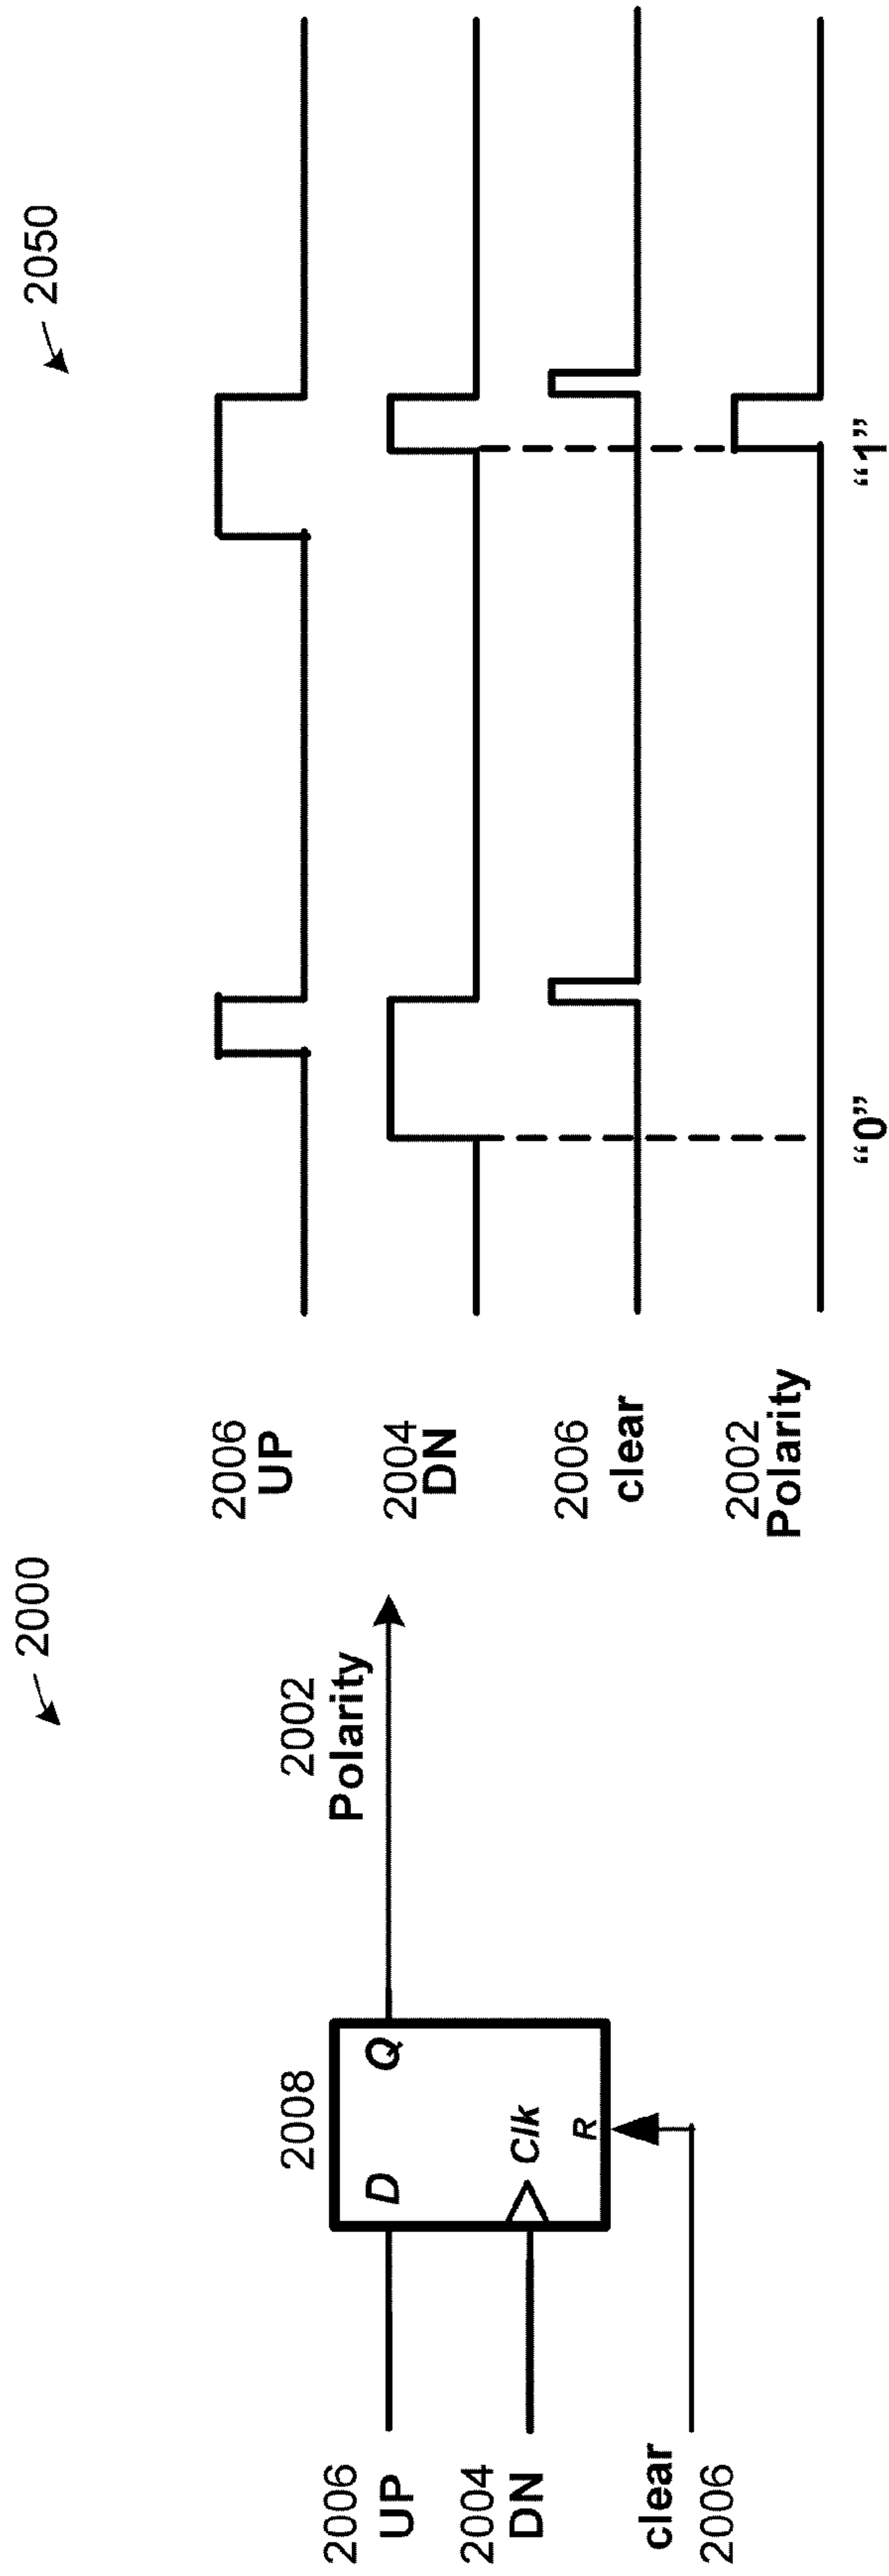 2000
2006
UP
2004
DN
clear
2006
2008
D
Q
Clk
R
2002
Polarity
2050
2006
UP
2004
DN
2006
clear
2002
Polarity
“0”
“1”